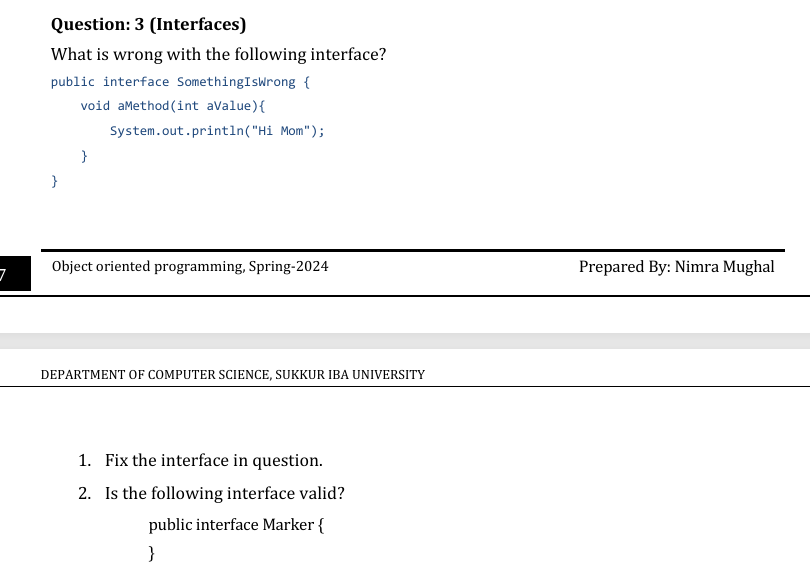 Question: 3 (Interfaces)
What is wrong with the following interface?
public interface SomethingIsWrong {
void aMethod(int aValue){
System.out.println("Hi Mom");
}
}
7
Object oriented programming, Spring-2024
Prepared By: Nimra Mughal
DEPARTMENT OF COMPUTER SCIENCE, SUKKUR IBA UNIVERSITY
1. Fix the interface in question.
2. Is the following interface valid?
public interface Marker {
}